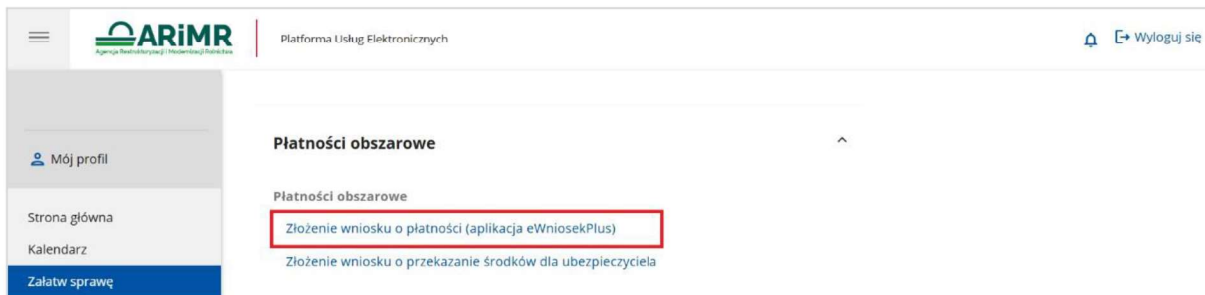 ARiMR
Agencja Restrukturyzacji i Modernizacji Rolnictwa
Platforma Usług Elektronicznych
Wyloguj się
Mój profil
Strona główna
Kalendarz
Załatw sprawę
Płatności obszarowe
Płatności obszarowe
Złożenie wniosku o płatności (aplikacja eWniosekPlus)
Złożenie wniosku o przekazanie środków dla ubezpieczyciela